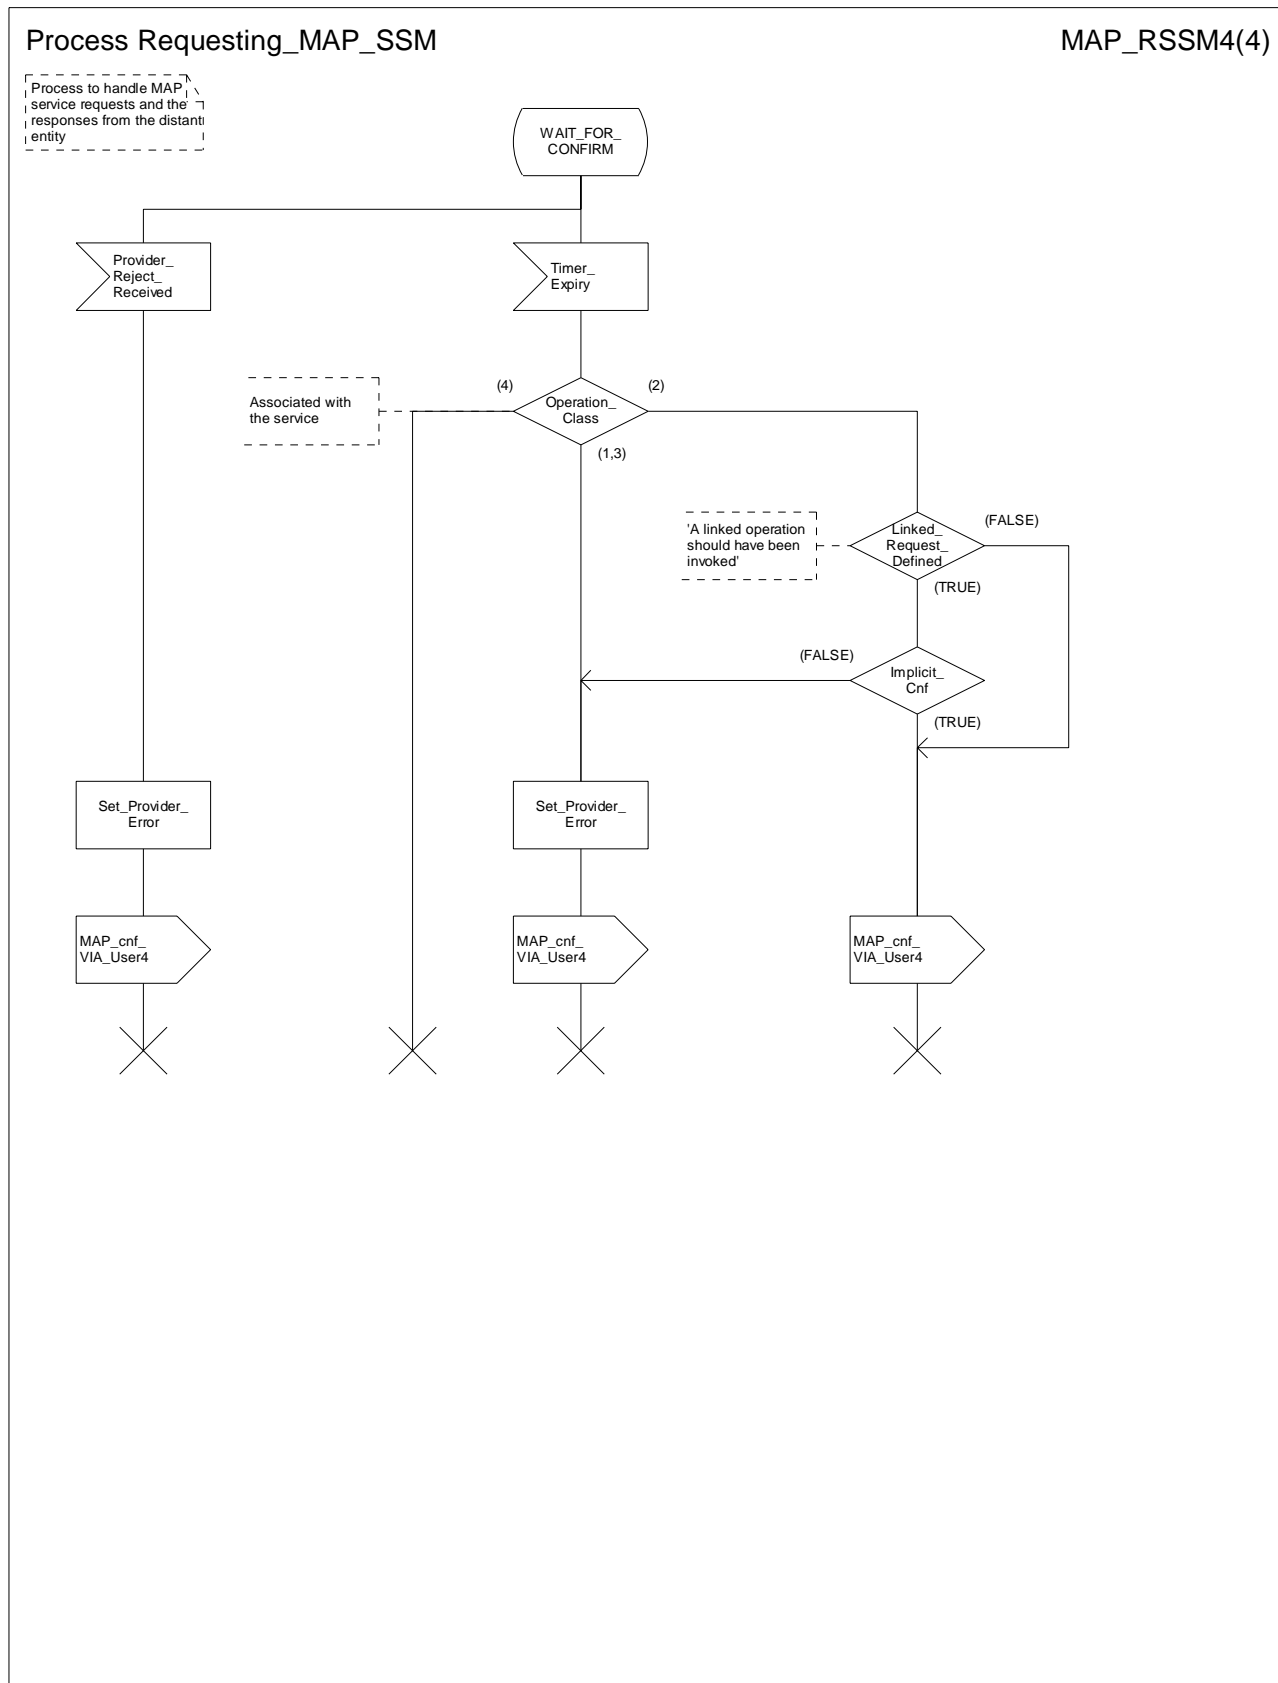 Process Requesting_MAP_SSM
MAP_RSSM4(4)
Process to handle MAP
service requests and the
responses from the distant
entity
WAIT_FOR_
CONFIRM
Provider_
Reject_
Received
Timer_
Expiry
Associated with
the service
(4)
Operation_
Class
(2)
(1,3)
'A linked operation
should have been
invoked'
Linked_
Request_
Defined
(FALSE)
(TRUE)
(FALSE)
Implicit_
Cnf
(TRUE)
Set_Provider_
Error
Set_Provider_
Error
MAP_cnf_
VIA_User4
MAP_cnf_
VIA_User4
MAP_cnf_
VIA_User4